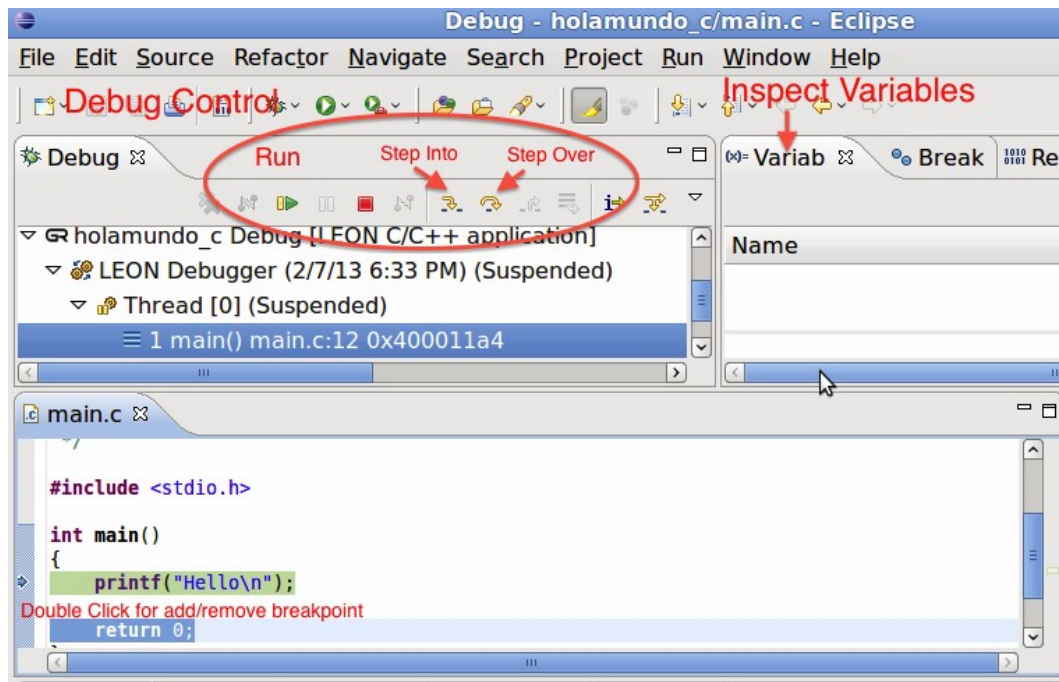 Debug - holamundo_c/main.c - Eclipse
File Edit Source Refactor Navigate Search Project Run Window Help
Debug Control
Inspect Variables
Debug
Run
Step Into
Step Over
(x)= Variab
Break
1010 0101 Re
holamundo_c Debug [LEON C/C++ application]
Name
LEON Debugger (2/7/13 6:33 PM) (Suspended)
Thread [0] (Suspended)
1 main() main.c:12 0x400011a4
main.c
*/
#include <stdio.h>
int main()
{
printf("Hello\n");
Double Click for add/remove breakpoint
return 0;